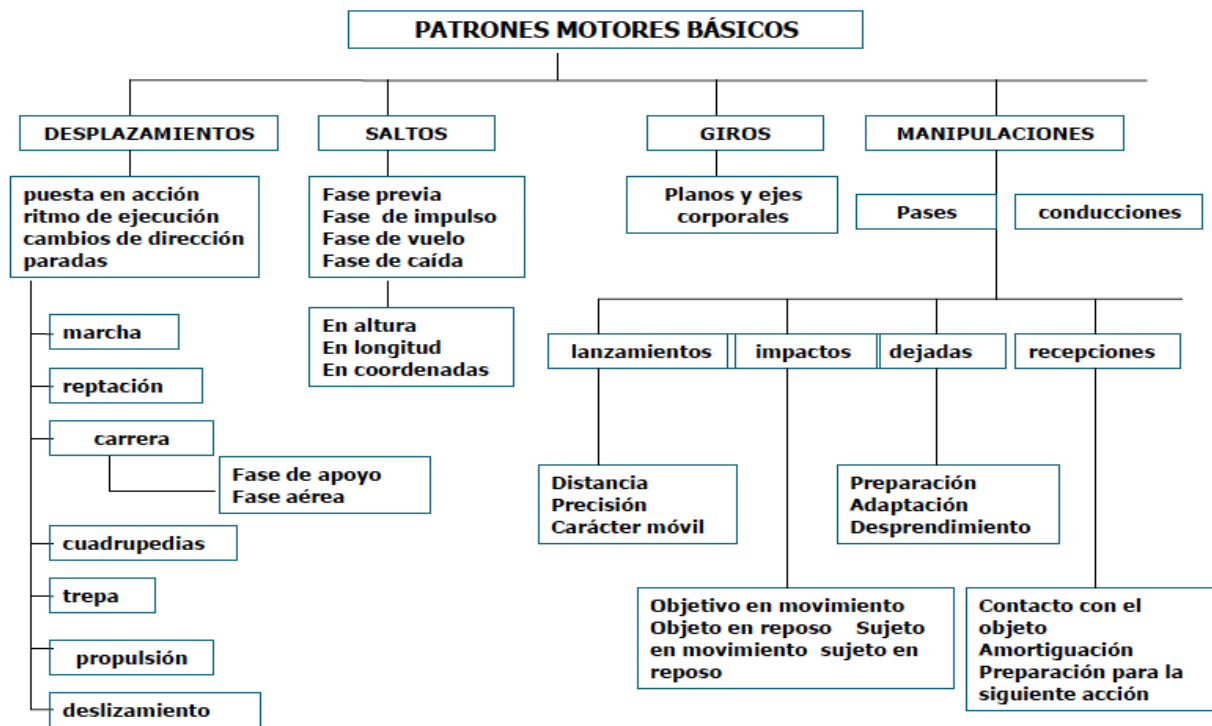 PATRONES MOTORES BÁSICOS
DESPLAZAMIENTOS
SALTOS
GIROS
MANIPULACIONES
puesta en acción
ritmo de ejecución
cambios de dirección
paradas
Fase previa
Fase de impulso
Fase de vuelo
Fase de caída
Planos y ejes
corporales
Pases
conducciones
marcha
reptación
carrera
Fase de apoyo
Fase aérea
cuadrupedias
trepa
propulsión
deslizamiento
En altura
En longitud
En coordenadas
lanzamientos
impactos
dejadas
recepciones
Distancia
Precisión
Carácter móvil
Preparación
Adaptación
Desprendimiento
Objetivo en movimiento
Objeto en reposo Sujeto
en movimiento sujeto en
reposo
Contacto con el
objeto
Amortiguación
Preparación para la
siguiente acción